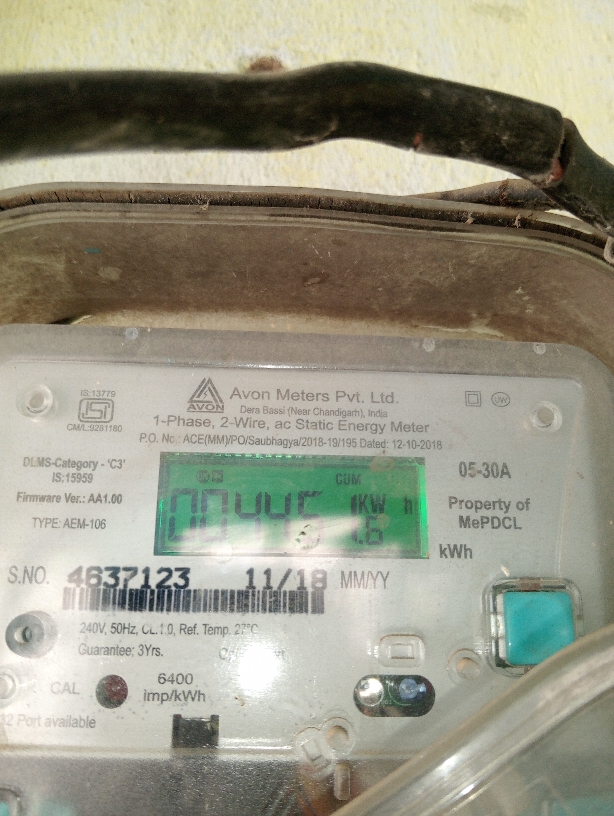 IS:13779
ISI
CM/L:9281180
AVON
Avon Meters Pvt. Ltd.
Dera Bassi (Near Chandigarh), India
1-Phase, 2-Wire, ac Static Energy Meter
P.O. No.: ACE(MM)/PO/Saubhagya/2018-19/195 Dated: 12-10-2018
UW
DLMS-Category - 'C3'
IS:15959
Firmware Ver.: AA1.00
TYPE: AEM-106
CUM
KW h
05-30A
Property of
MePDCL
kWh
S.NO. 4637123 11/18 MM/YY
240V, 50Hz, CL.1.0, Ref. Temp. 27°C
Guarantee; 3Yrs.
CAL
6400
imp/kWh
Port available